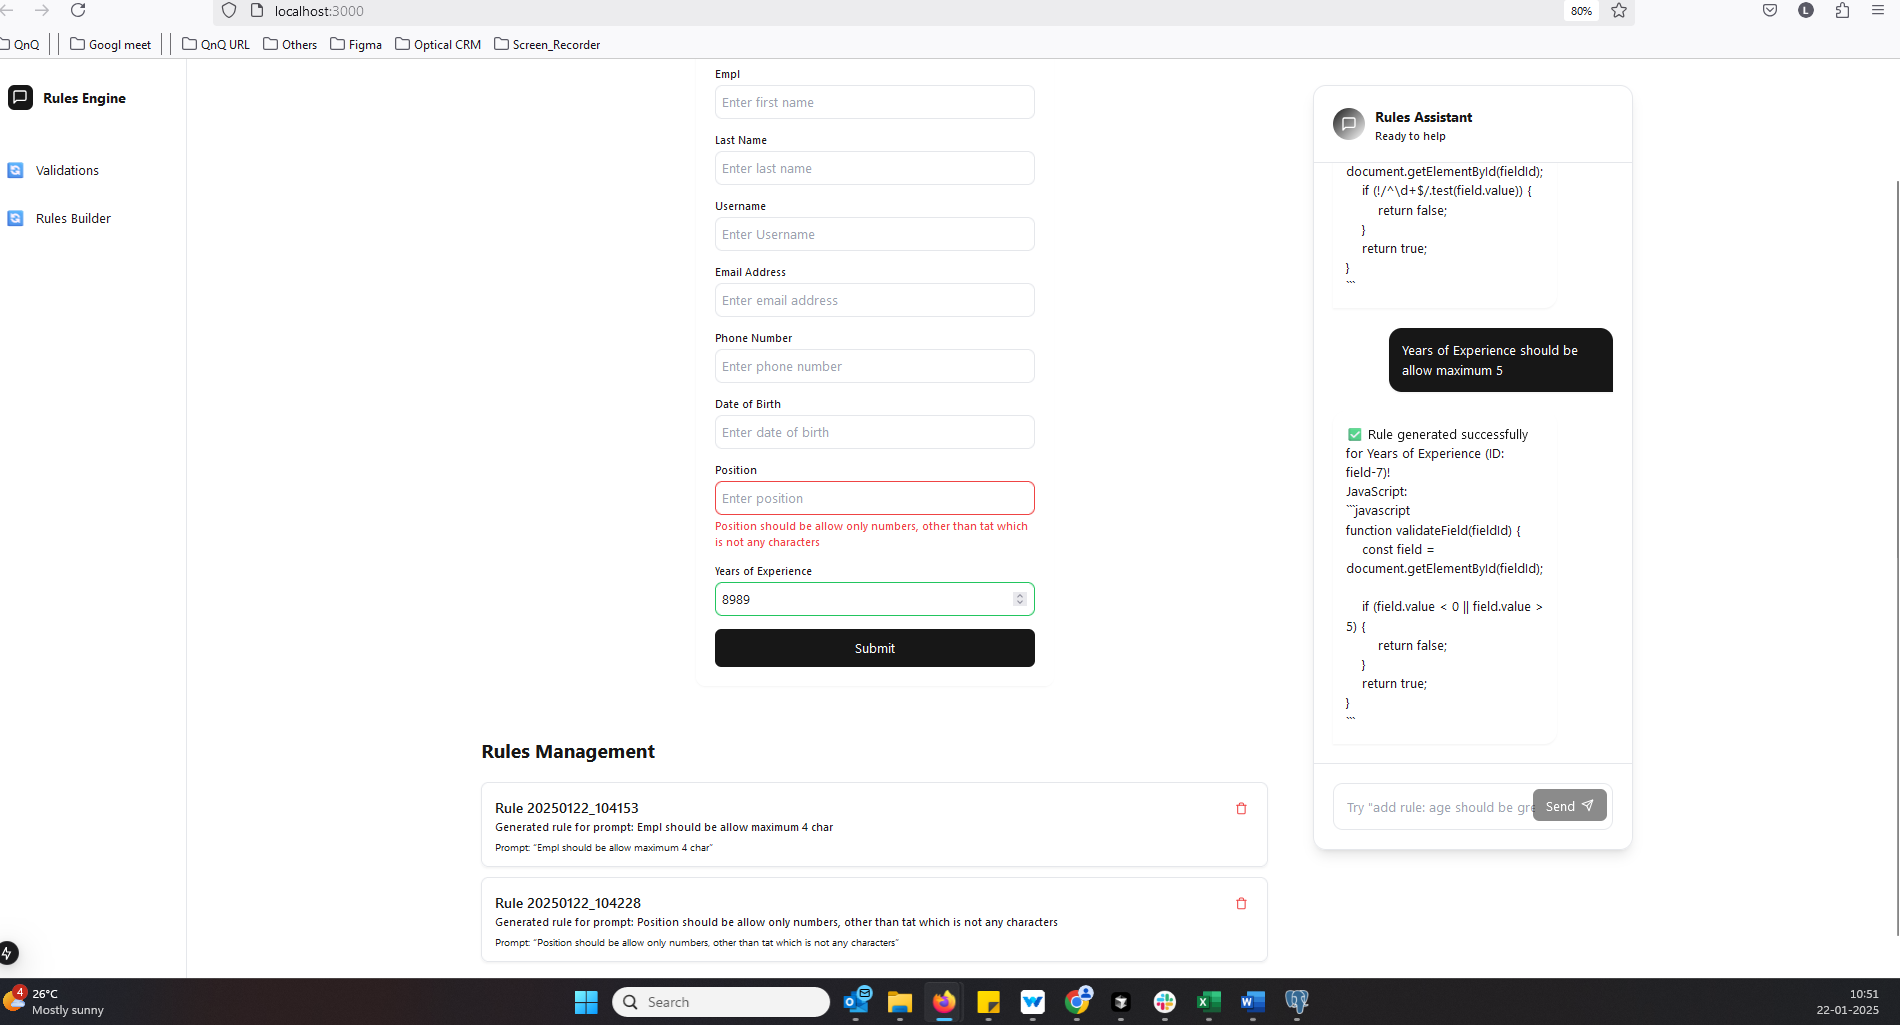 localhost:3000
80%
L
QnQ
Googl meet
QnQ URL
Others
Figma
Optical CRM
Screen_Recorder
Rules Engine
Validations
Rules Builder
Empl
Enter first name
Last Name
Enter last name
Username
Enter Username
Email Address
Enter email address
Phone Number
Enter phone number
Date of Birth
Enter date of birth
Position
Enter position
Position should be allow only numbers, other than tat which
is not any characters
Years of Experience
8989
Submit
Rules Management
Rule 20250122_104153
Generated rule for prompt: Empl should be allow maximum 4 char
Prompt: "Empl should be allow maximum 4 char"
Rule 20250122_104228
Generated rule for prompt: Position should be allow only numbers, other than tat which is not any characters
Prompt: "Position should be allow only numbers, other than tat which is not any characters"
Rules Assistant
Ready to help
document.getElementById(fieldId);
if (!/^\d+$/.test(field.value)) {
return false;
}
return true;
}
```
Years of Experience should be
allow maximum 5
✅ Rule generated successfully
for Years of Experience (ID:
field-7)!
JavaScript:
```javascript
function validateField(fieldId) {
const field =
document.getElementById(fieldId);
if (field.value < 0 || field.value >
5) {
return false;
}
return true;
}
```
Try "add rule: age should be gre
Send
4
26°C
Mostly sunny
Search
10:51
22-01-2025